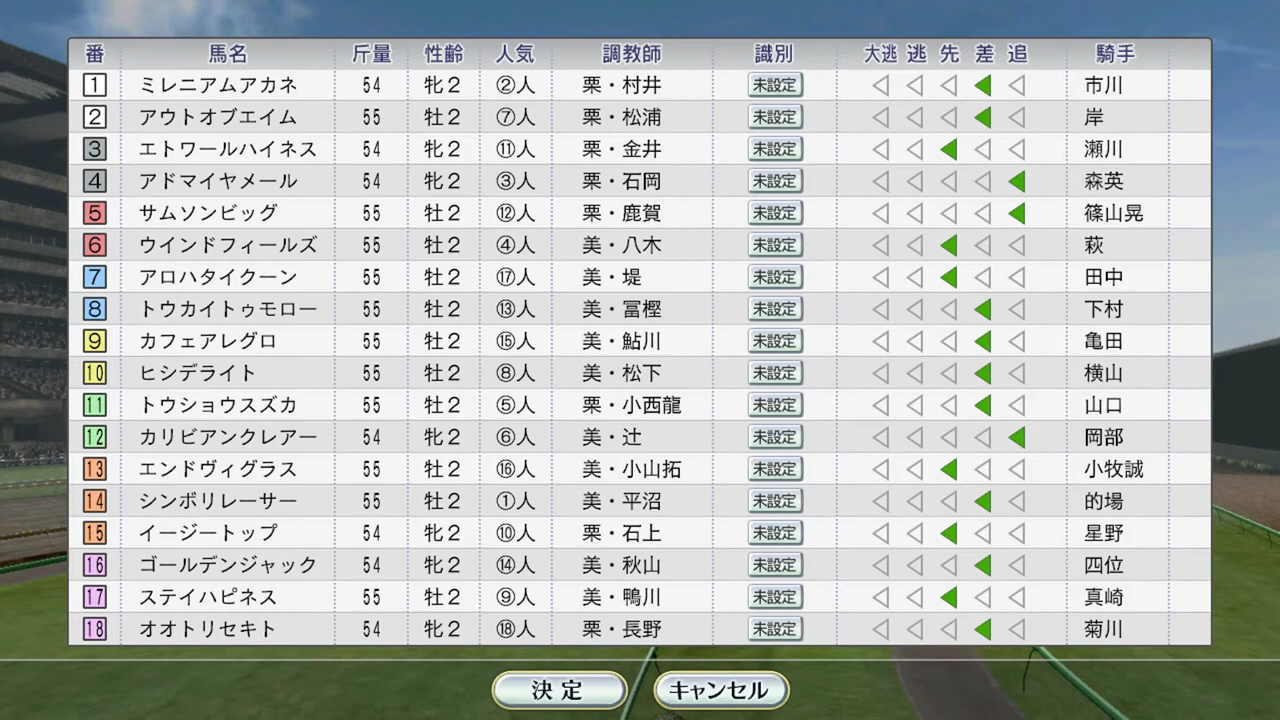 番 馬名 斤量 性齢 人気 調教師 識別 大逃 逃 先 差 追 騎手
1 ミレニアムアカネ 54 牝2 ②人 栗・村井 未設定 市川
2 アウトオブエイム 55 牡2 ⑦人 栗・松浦 未設定 岸
3 エトワールハイネス 54 牝2 ⑪人 栗・金井 未設定 瀬川
4 アドマイヤメール 54 牝2 ③人 栗・石岡 未設定 森英
5 サムソンビッグ 55 牡2 ⑫人 栗・鹿賀 未設定 篠山晃
6 ウインドフィールズ 55 牡2 ④人 美・八木 未設定 萩
7 アロハタイクーン 55 牡2 ⑰人 美・堤 未設定 田中
8 トウカイトゥモロー 55 牡2 ⑬人 美・冨樫 未設定 下村
9 カフェアレグロ 55 牡2 ⑮人 美・鮎川 未設定 亀田
10 ヒシデライト 55 牡2 ⑧人 美・松下 未設定 横山
11 トウショウスズカ 55 牡2 ⑤人 栗・小西龍 未設定 山口
12 カリビアンクレアー 54 牝2 ⑥人 美・辻 未設定 岡部
13 エンドヴィグラス 55 牡2 ⑯人 美・小山拓 未設定 小牧誠
14 シンボリレーサー 55 牡2 ①人 美・平沼 未設定 的場
15 イージートップ 54 牝2 ⑩人 栗・石上 未設定 星野
16 ゴールデンジャック 54 牝2 ⑭人 美・秋山 未設定 四位
17 ステイハピネス 55 牡2 ⑨人 美・鴨川 未設定 真崎
18 オオトリセキト 54 牝2 ⑱人 栗・長野 未設定 菊川
決定 キャンセル